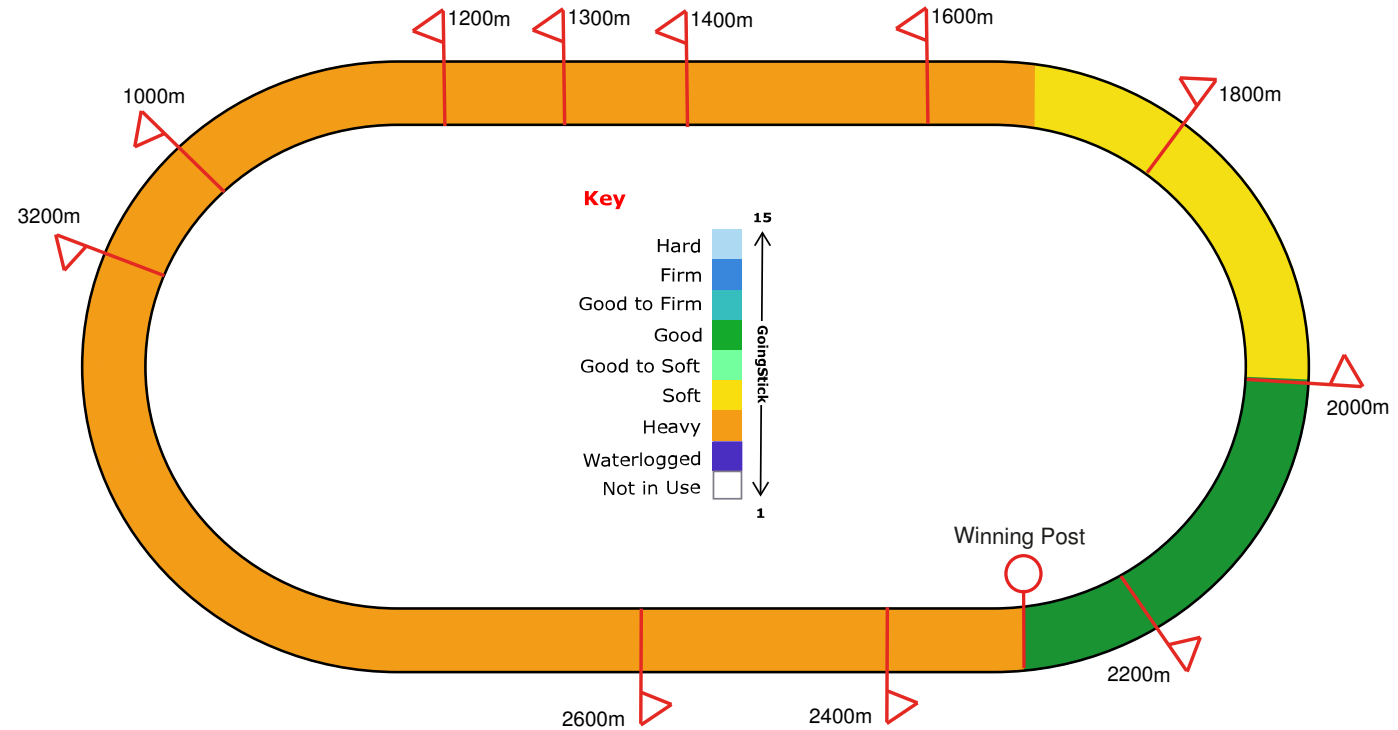 1200m
1300m
1400m
1600m
1000m
1800m
Key
15
3200m
Hard
Firm
Good to Firm
Good
Good to Soft
Soft
Heavy
Waterlogged
Not in Use
GoingStick
1
2000m
Winning Post
2200m
2600m
2400m